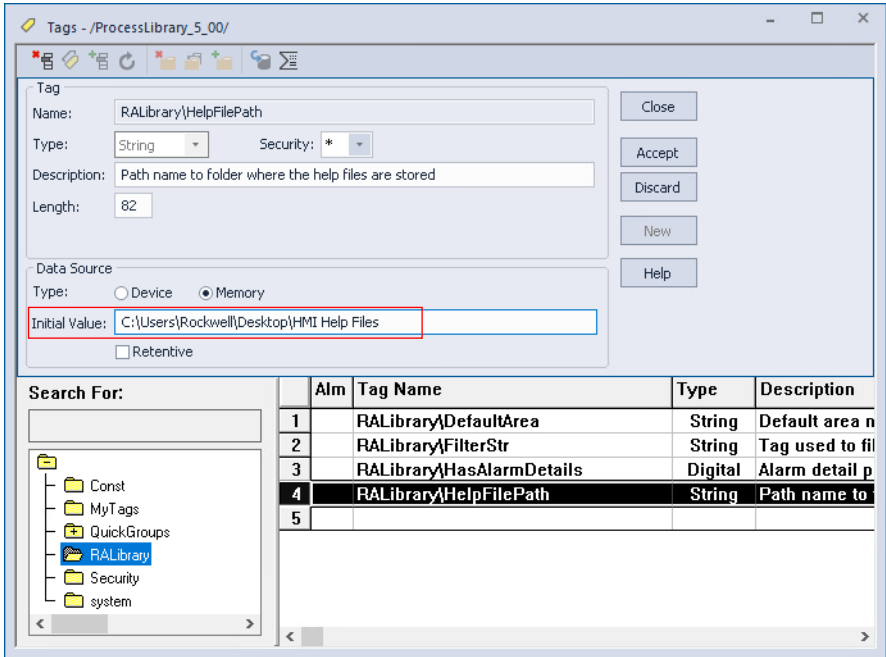 Tags - /ProcessLibrary_5_00/
Tag
Name: RALibrary\HelpFilePath
Close
Type: String Security: *
Accept
Description: Path name to folder where the help files are stored
Discard
Length: 82
New
Data Source
Help
Type: Device Memory
Initial Value: C:\Users\Rockwell\Desktop\HMI Help Files
Retentive
Search For:
Alm Tag Name Type Description
1 RALibrary\DefaultArea String Default area n
2 RALibrary\FilterStr String Tag used to fil
3 RALibrary\HasAlarmDetails Digital Alarm detail p
4 RALibrary\HelpFilePath String Path name to
5
Const
MyTags
QuickGroups
RALibrary
Security
system